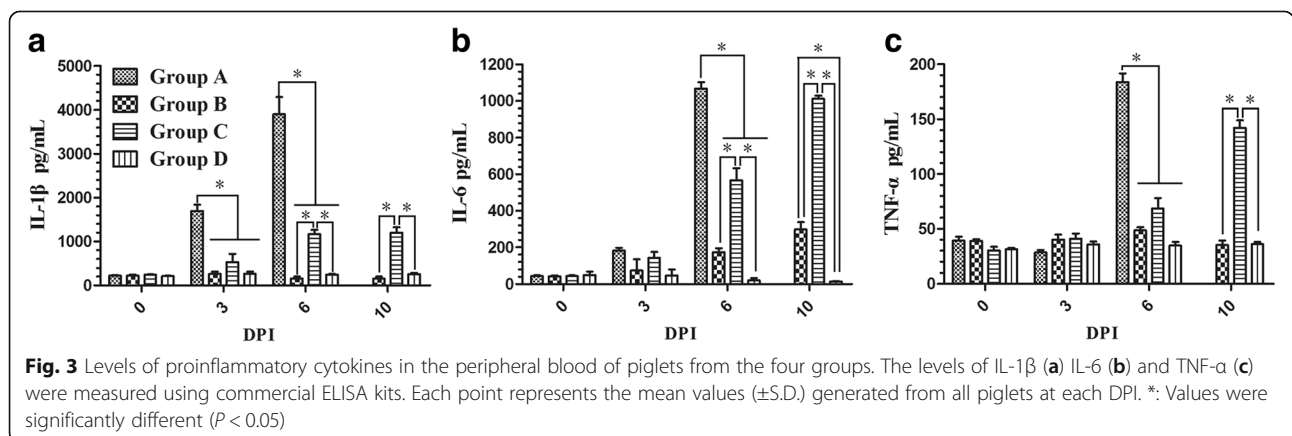 a
5000
4000
3000
2000
1000
0
IL-1β pg/mL
Group A
Group B
Group C
Group D
*
*
* *
* *
0 3 6 10
DPI
b
1200
1000
800
600
400
200
0
IL-6 pg/mL
*
* *
*
* *
0 3 6 10
DPI
c
200
150
100
50
0
TNF-α pg/mL
*
* *
0 3 6 10
DPI
Fig. 3 Levels of proinflammatory cytokines in the peripheral blood of piglets from the four groups. The levels of IL-1β (a) IL-6 (b) and TNF-α (c)
were measured using commercial ELISA kits. Each point represents the mean values (±S.D.) generated from all piglets at each DPI. *: Values were
significantly different (P < 0.05)